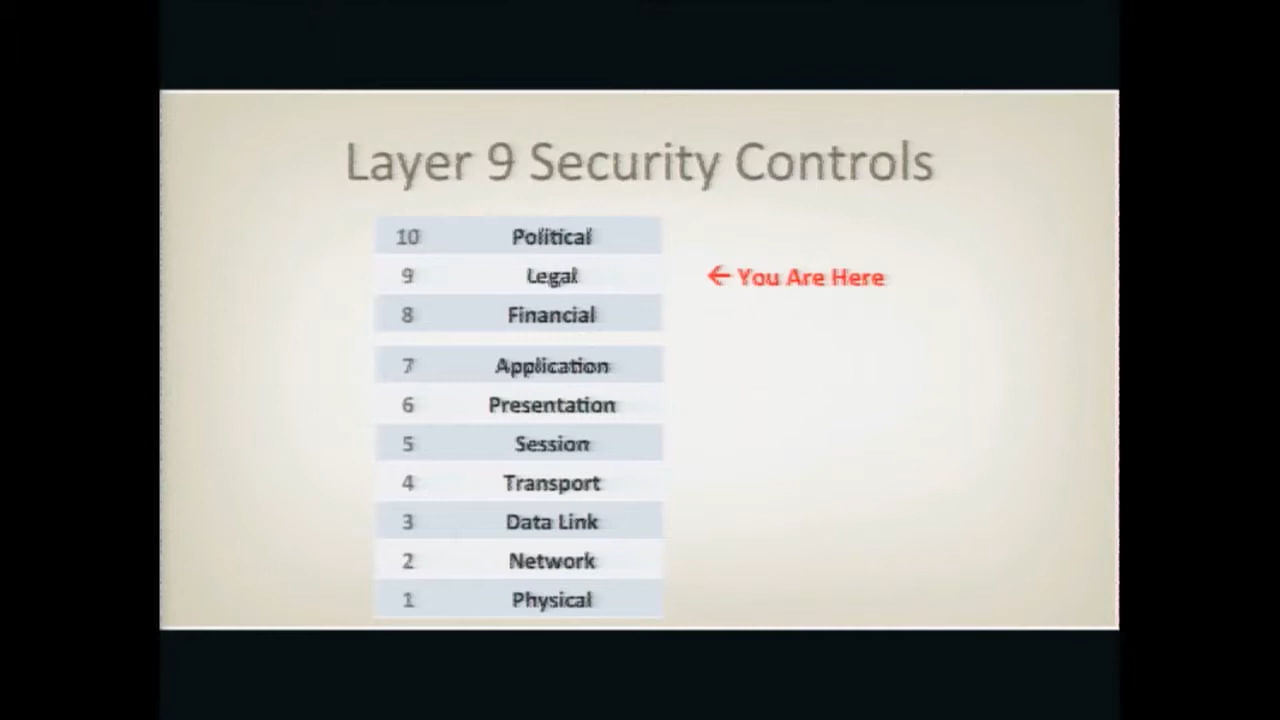 Layer 9 Security Controls
10 Political
9 Legal ← You Are Here
8 Financial
7 Application
6 Presentation
5 Session
4 Transport
3 Data Link
2 Network
1 Physical